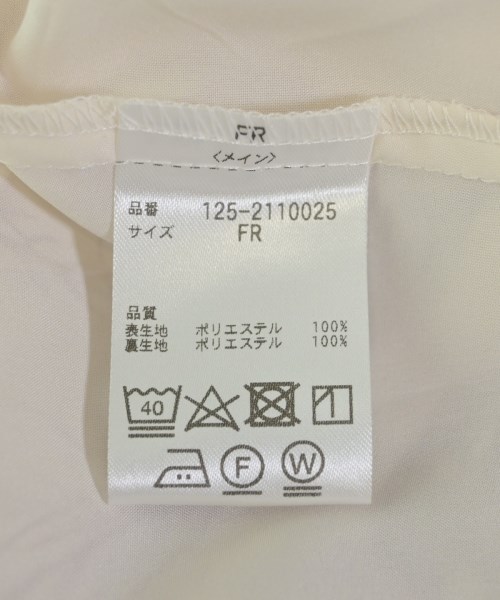 FR
〈メイン〉
品番 125-2110025
サイズ FR
品質
表生地 ポリエステル 100%
裏生地 ポリエステル 100%
40
F W